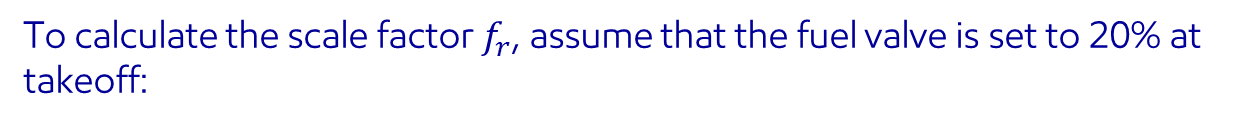 To calculate the scale factor 𝑓𝑟, assume that the fuel valve is set to 20% at
takeoff: